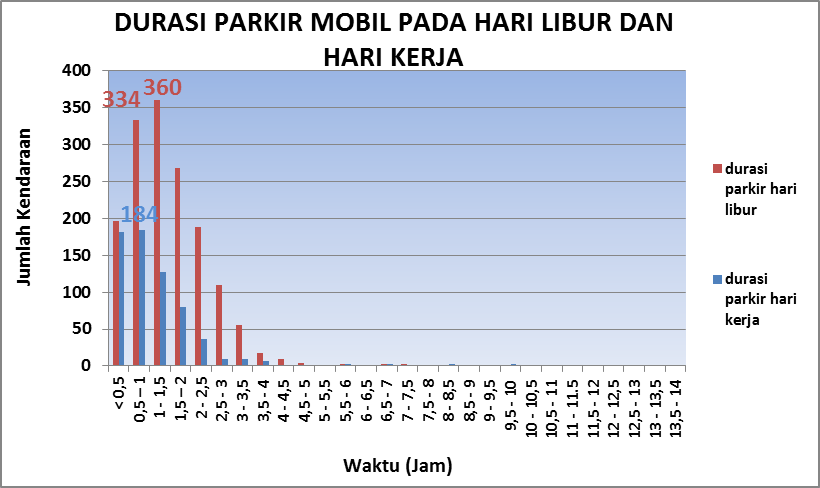 DURASI PARKIR MOBIL PADA HARI LIBUR DAN
HARI KERJA
Jumlah Kendaraan
400
350
300
250
200
150
100
50
0
334
360
184
< 0,5
0,5 – 1
1 - 1,5
1,5 – 2
2 - 2,5
2,5 - 3
3 - 3,5
3,5 - 4
4 - 4,5
4,5 - 5
5 - 5,5
5,5 - 6
6 - 6,5
6,5 - 7
7 - 7,5
7,5 - 8
8 - 8,5
8,5 - 9
9 - 9,5
9,5 - 10
10 - 10,5
10,5 - 11
11 - 11.5
11,5 - 12
12 - 12,5
12,5 - 13
13 - 13,5
13,5 - 14
Waktu (Jam)
durasi
parkir hari
libur
durasi
parkir hari
kerja